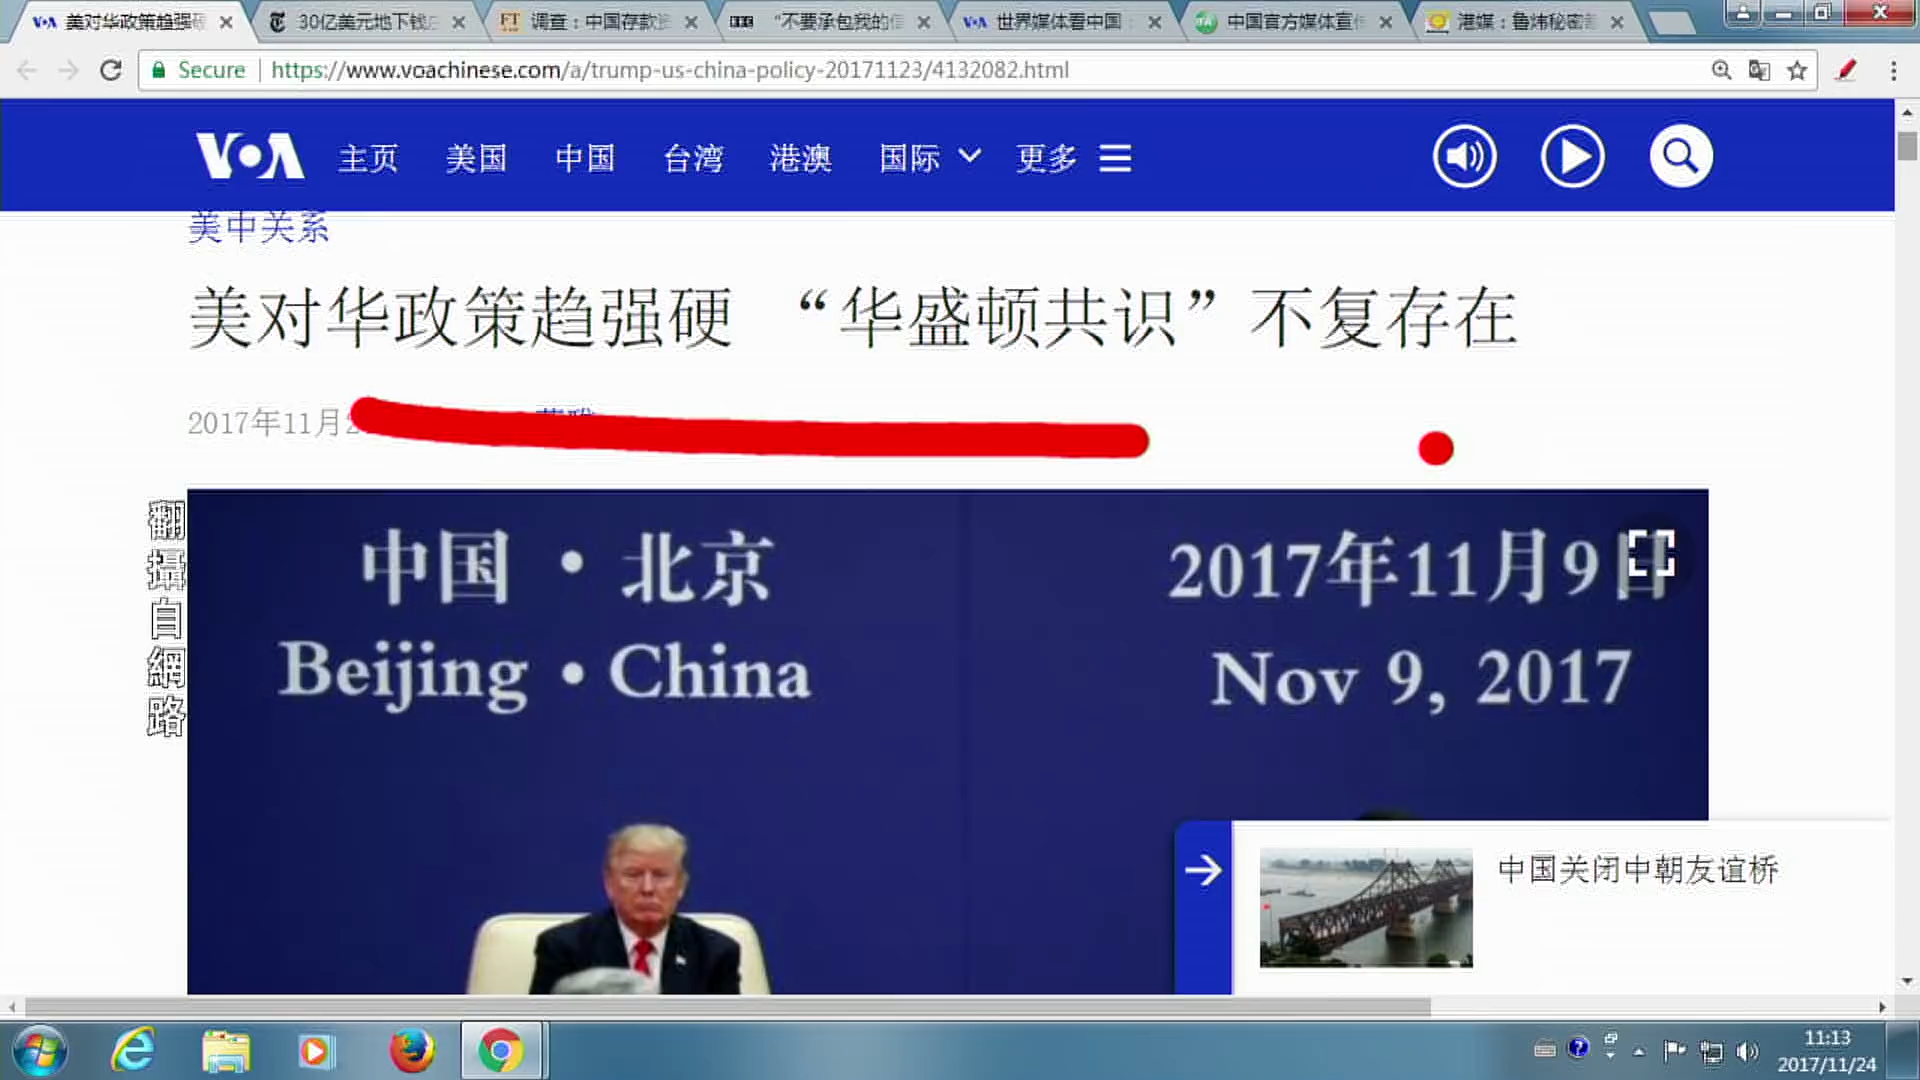 美对华政策趋强硬
30亿美元地下钱
调查：中国存款
“不要承包我的
世界媒体看中国
中国官方媒体宣
港媒：鲁炜秘密
Secure
https://www.voachinese.com/a/trump-us-china-policy-20171123/4132082.html
VOA 主页 美国 中国 台湾 港澳 国际 更多
美中关系
美对华政策趋强硬 “华盛顿共识”不复存在
2017年11月2
翻攝自網路
中国·北京
2017年11月9日
Beijing · China
Nov 9, 2017
中国关闭中朝友谊桥
11:13
2017/11/24